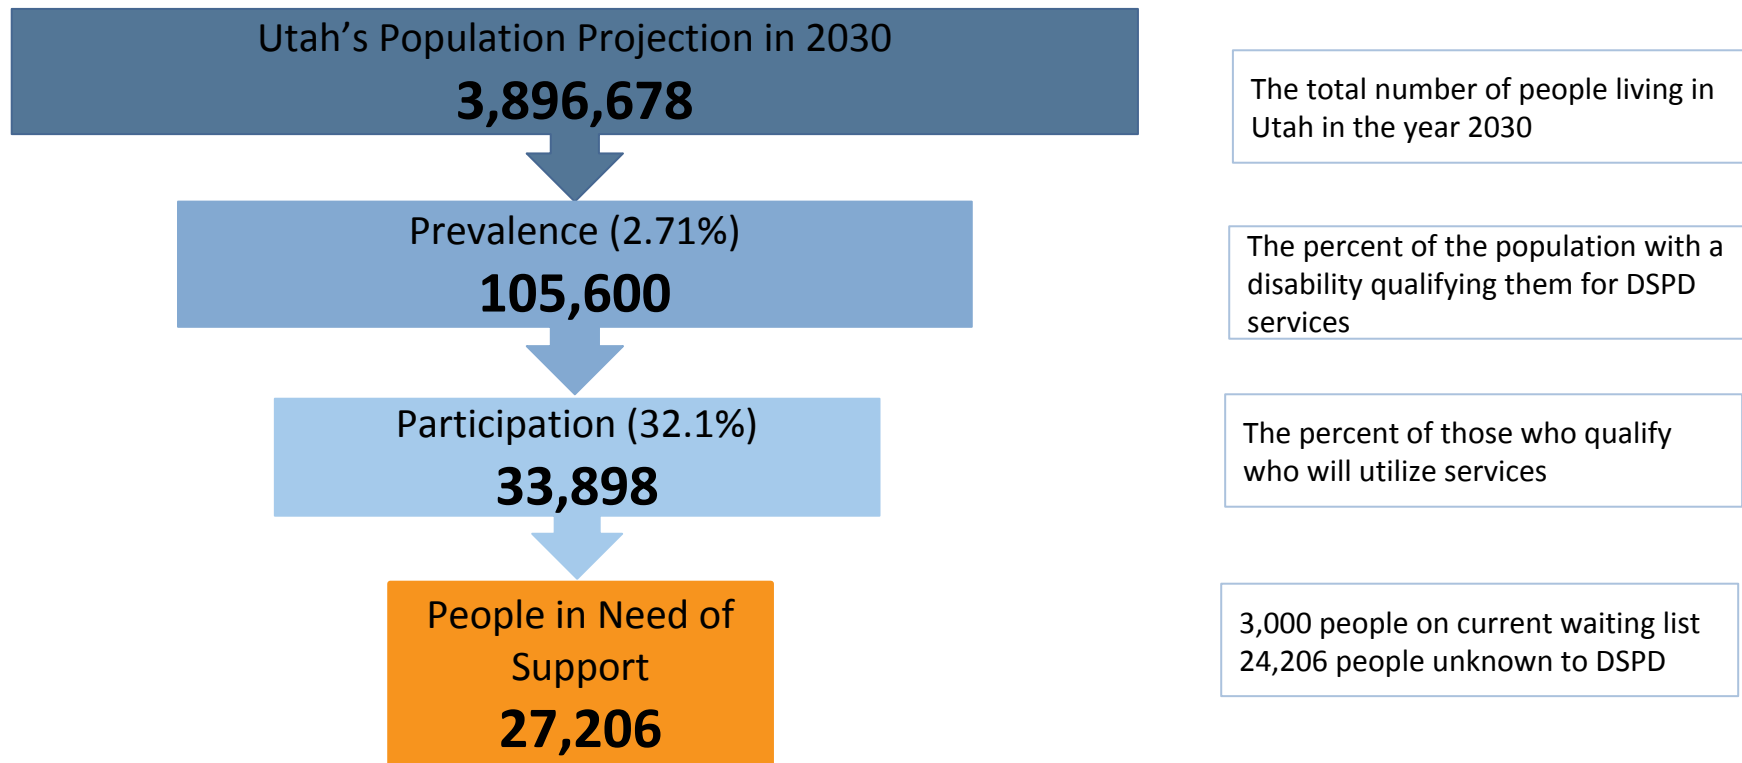 Utah’s Population Projection in 2030
3,896,678
The total number of people living in
Utah in the year 2030
Prevalence (2.71%)
105,600
The percent of the population with a
disability qualifying them for DSPD
services
Participation (32.1%)
33,898
The percent of those who qualify
who will utilize services
People in Need of
Support
27,206
3,000 people on current waiting list
24,206 people unknown to DSPD